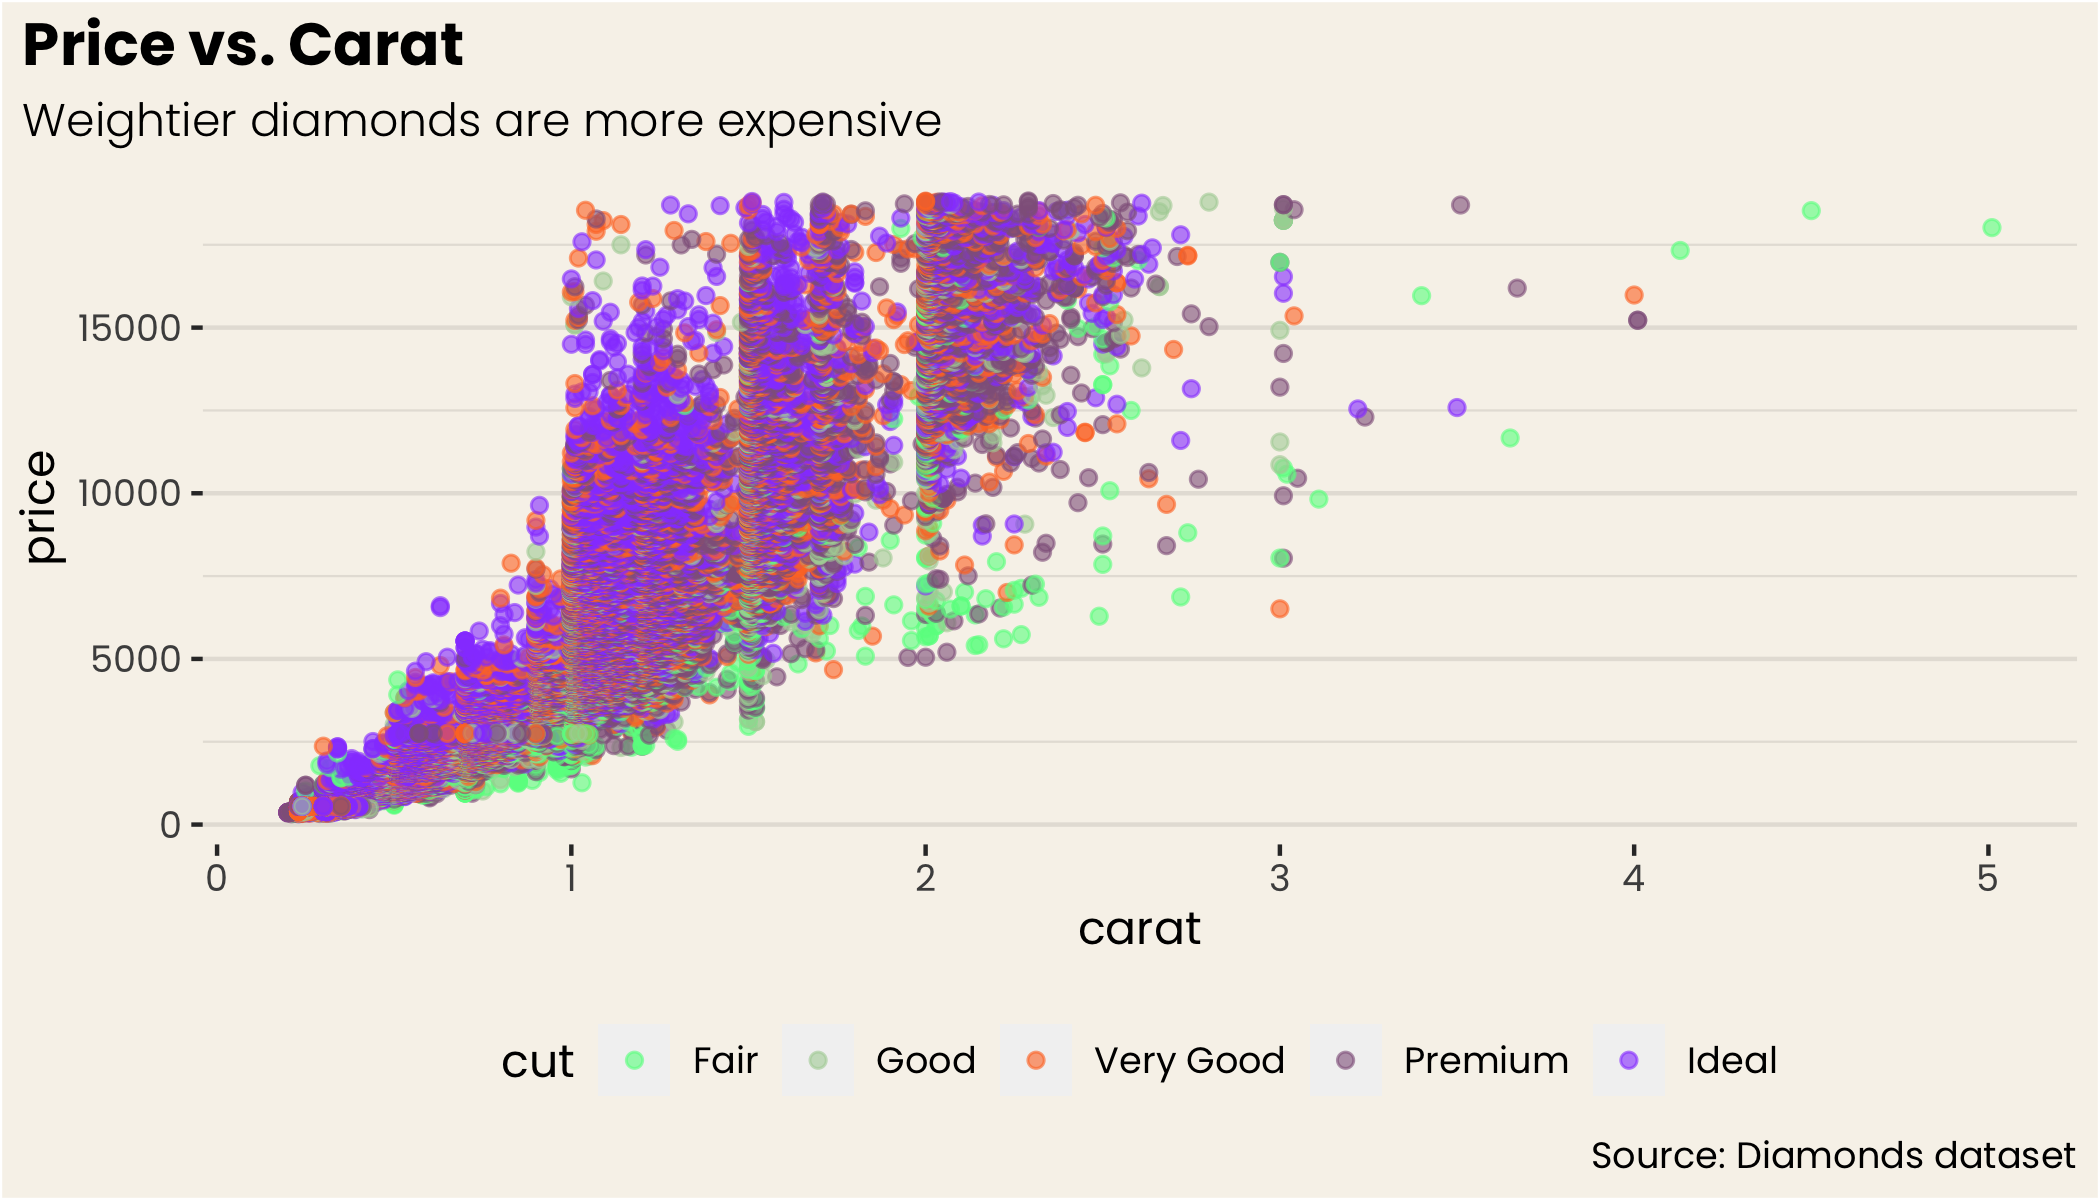 Price vs. Carat
Weightier diamonds are more expensive
price
15000
10000
5000
0
0 1 2 3 4 5
carat
cut Fair Good Very Good Premium Ideal
Source: Diamonds dataset